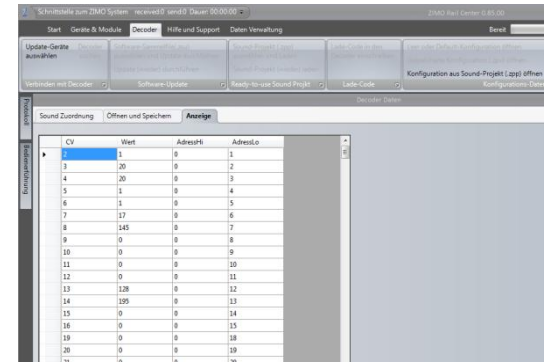 Schnittstelle zum ZIMO System received:0 send:0 Dauer: 00:00:00
ZIMO Rail Center 0.85.00
Start Geräte & Module Decoder Hilfe und Support Daten Verwaltung
Bereit
Update-Geräte auswählen Decoder
Konfiguration aus Sound-Projekt (.zpp) öffnen
Verbinden mit Decoder Software-Update Ready-to-use Sound Projkt Lade-Code Konfigurations-Daten
Decoder Daten
Protokoll
Bedienerführung
Sound Zuordnung Öffnen und Speichern Anzeige
CV Wert AdressHi AdressLo
2 1 0 1
3 20 0 2
4 20 0 3
5 1 0 4
6 1 0 5
7 17 0 6
8 145 0 7
9 0 0 8
10 0 0 9
11 0 0 10
12 0 0 11
13 128 0 12
14 195 0 13
15 0 0 14
16 0 0 15
19 0 0 18
20 0 0 19